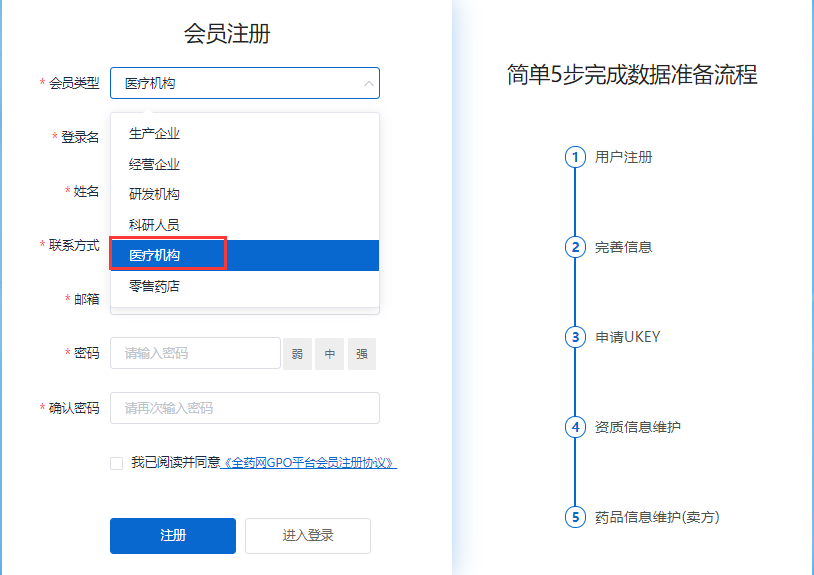 会员注册
* 会员类型
医疗机构
生产企业
经营企业
研发机构
科研人员
医疗机构
零售药店
* 登录名
* 姓名
* 联系方式
* 邮箱
* 密码
请输入密码
弱 中 强
* 确认密码
请再次输入密码
我已阅读并同意《全药网GPO平台会员注册协议》
注册
进入登录
简单5步完成数据准备流程
1 用户注册
2 完善信息
3 申请UKEY
4 资质信息维护
5 药品信息维护(卖方)